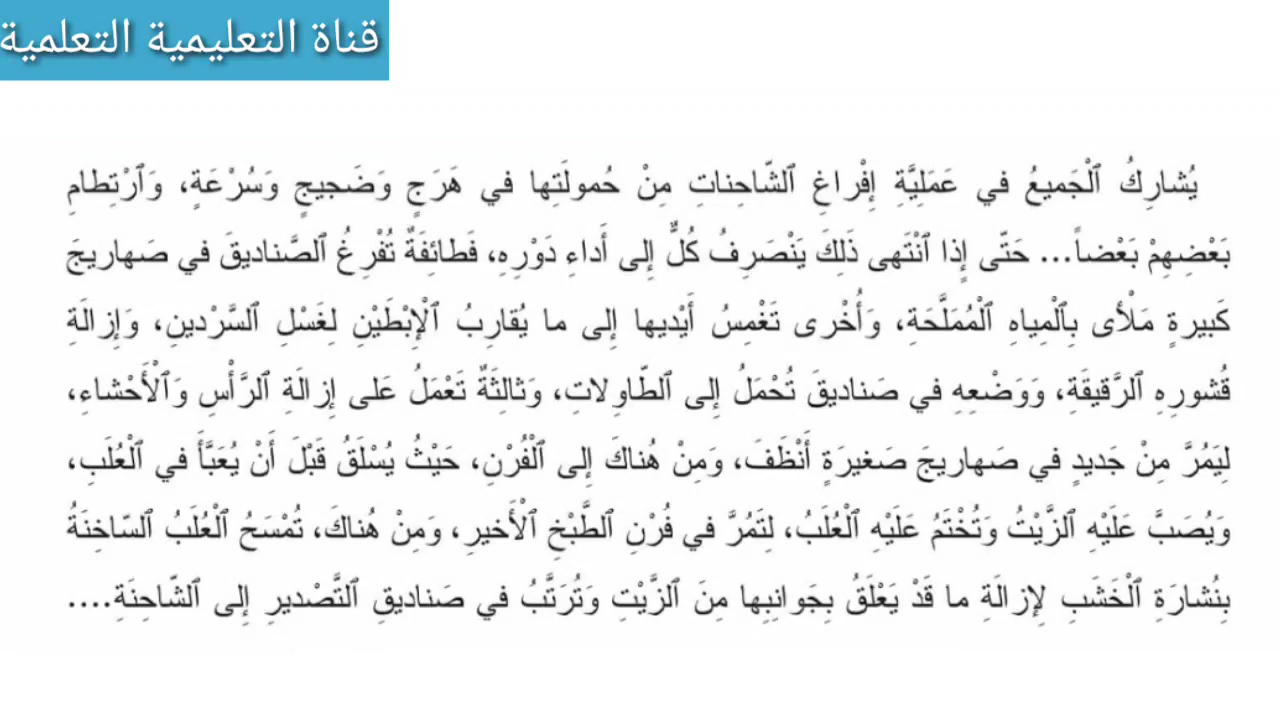 قناة التعليمية التعلمية
يُشارِكُ ٱلْجَميعُ في عَمَلِيَّةِ إِفْراغِ ٱلشّاحِناتِ مِنْ حُمولَتِها في هَرَجٍ وَضَجيجٍ وَسُرْعَةٍ، وَٱرْتِطامِ
بَعْضِهِمْ بَعْضاً... حَتّى إِذا ٱنْتَهى ذَلِكَ يَنْصَرِفُ كُلٌّ إِلى أَداءِ دَوْرِهِ، فَطائِفَةٌ تُفْرِغُ ٱلصَّناديقَ في صَهاريجَ
كَبيرةٍ مَلْأى بِٱلْمِياهِ ٱلْمُمَلَّحَةِ، وَأُخْرى تَغْمِسُ أَيْديها إِلى ما يُقارِبُ ٱلْإِبْطَيْنِ لِغَسْلِ ٱلسَّرْدينِ، وَإِزالَةِ
قُشورِهِ ٱلرَّقيقَةِ، وَوَضْعِهِ في صَناديقَ تُحْمَلُ إِلى ٱلطّاوِلاتِ، وَثالِثَةٌ تَعْمَلُ عَلى إِزالَةِ ٱلرَّأْسِ وَٱلْأَحْشاءِ،
لِيَمُرَّ مِنْ جَديدٍ في صَهاريجَ صَغيرَةٍ أَنْظَفَ، وَمِنْ هُناكَ إِلى ٱلْفُرْنِ، حَيْثُ يُسْلَقُ قَبْلَ أَنْ يُعَبَّأَ في ٱلْعُلَبِ،
وَيُصَبَّ عَلَيْهِ ٱلزَّيْتُ وَتُخْتَمُ عَلَيْهِ ٱلْعُلَبُ، لِتَمُرَّ في فُرْنِ ٱلطَّبْخِ ٱلْأَخيرِ، وَمِنْ هُناكَ، تُمْسَحُ ٱلْعُلَبُ ٱلسّاخِنَةُ
بِنُشارَةِ ٱلْخَشَبِ لِإزالَةِ ما قَدْ يَعْلَقُ بِجَوانِبِها مِنَ ٱلزَّيْتِ وَتُرَتَّبُ في صَناديقِ ٱلتَّصْديرِ إِلى ٱلشّاحِنَةِ....